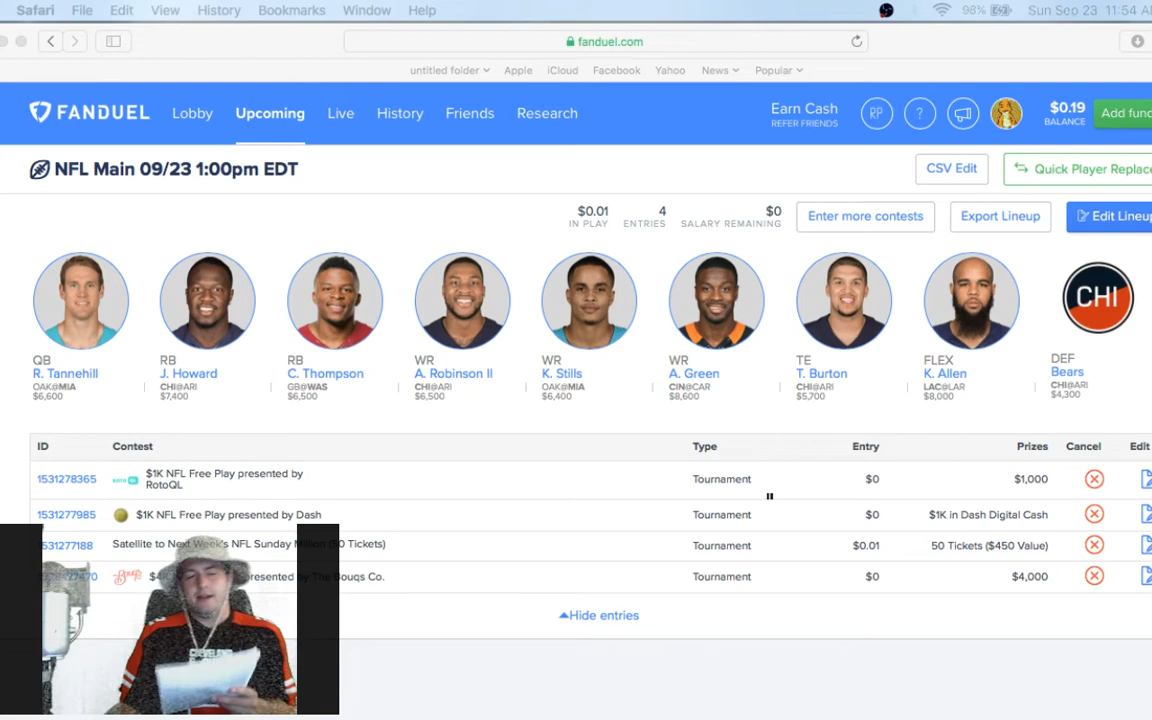 Safari File Edit View History Bookmarks Window Help 98% Sun Sep 23 11:54 A
fanduel.com
untitled folder Apple iCloud Facebook Yahoo News Popular
FANDUEL Lobby Upcoming Live History Friends Research Earn Cash REFER FRIENDS RP ? $0.19 BALANCE Add fund
NFL Main 09/23 1:00pm EDT CSV Edit Quick Player Replace
$0.01 4 $0 Enter more contests Export Lineup Edit Lineup
IN PLAY ENTRIES SALARY REMAINING
CHI
QB RB RB WR WR WR TE FLEX DEF
R. Tannehill J. Howard C. Thompson A. Robinson II K. Stills A. Green T. Burton K. Allen Bears
OAK@MIA CHI@ARI GB@WAS CHI@ARI OAK@MIA CIN@CAR CHI@ARI LAC@LAR CHI@ARI
$6,600 $7,400 $6,500 $6,500 $6,400 $8,600 $5,700 $8,000 $4,300
ID Contest Type Entry Prizes Cancel Edit
1531278365 $1K NFL Free Play presented by RotoQL Tournament $0 $1,000
1531277985 $1K NFL Free Play presented by Dash Tournament $0 $1K in Dash Digital Cash
1531277188 Satellite to Next Week's NFL Sunday Million (50 Tickets) Tournament $0.01 50 Tickets ($450 Value)
Bouqs presented by The Bouqs Co. Tournament $0 $4,000
Hide entries